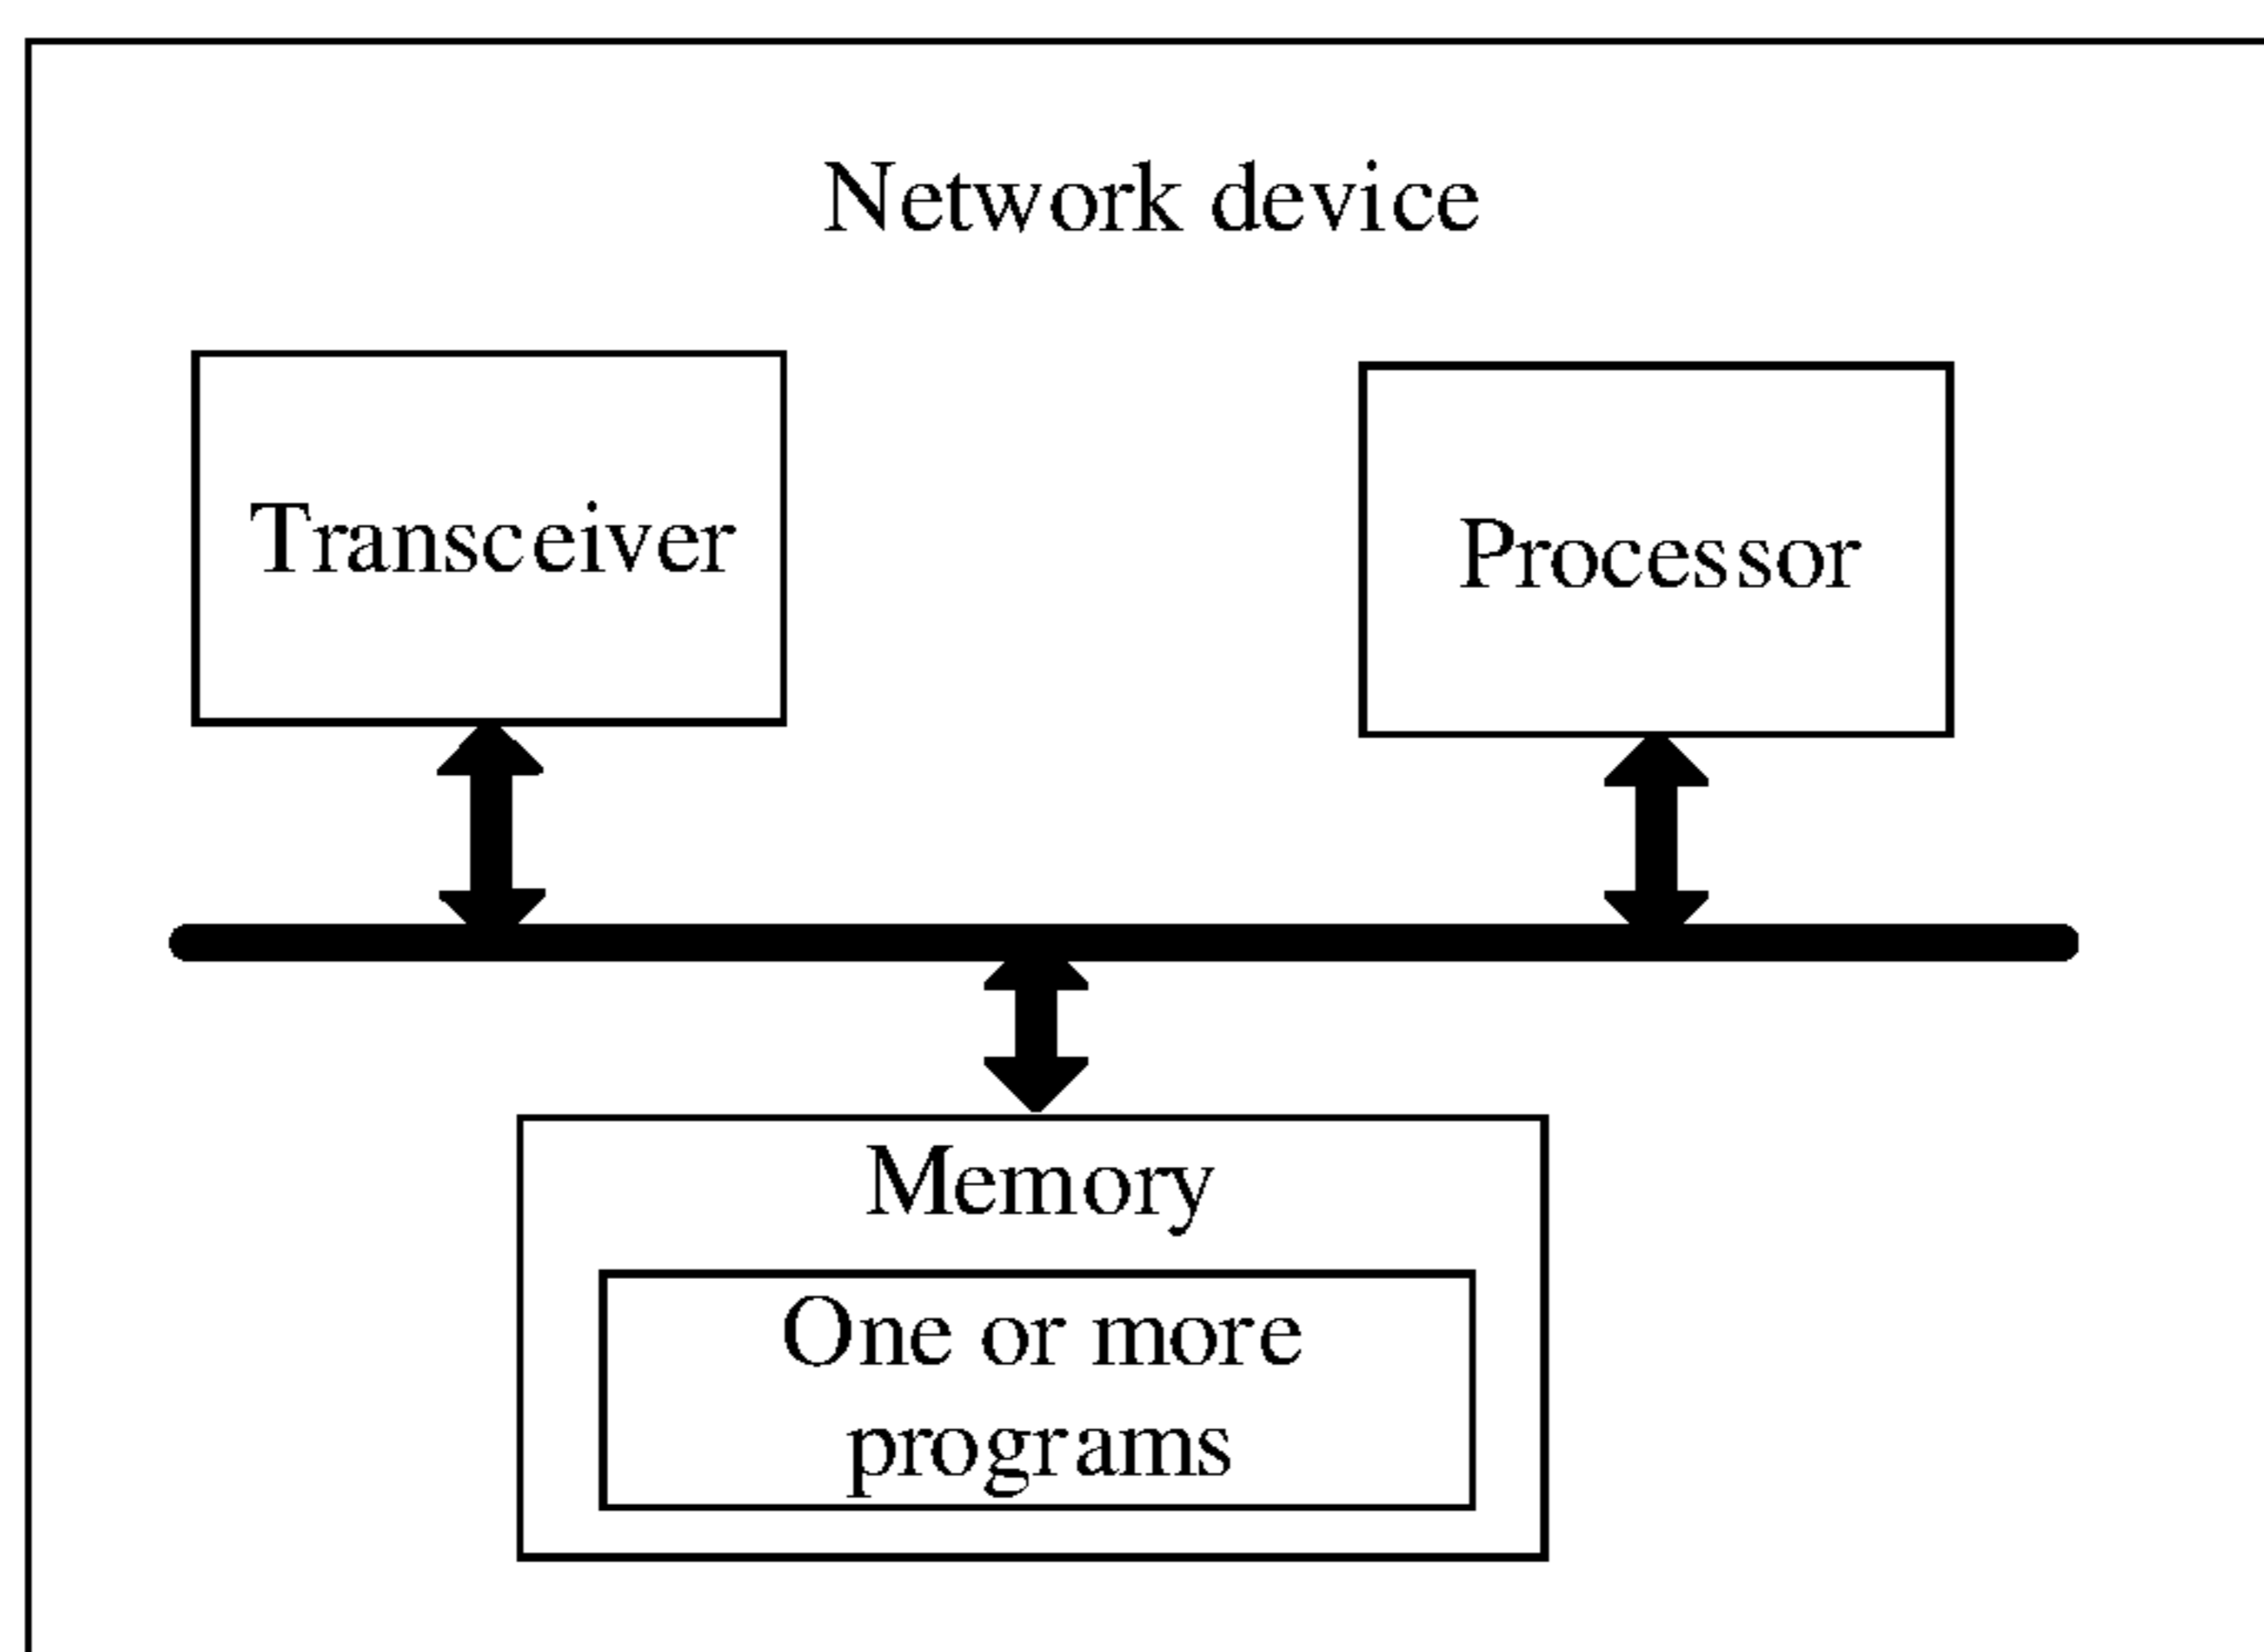 Network device
Transceiver
Processor
Memory
One or more
programs